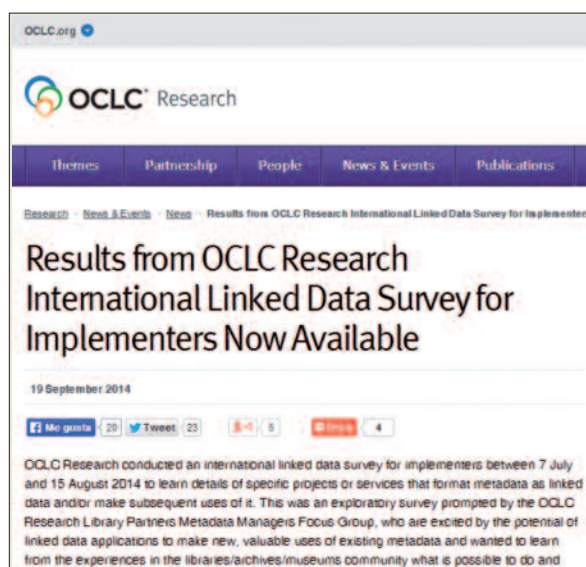 OCLC.org
OCLC Research
Themes Partnership People News & Events Publications
Research News & Events News Results from OCLC Research International Linked Data Survey for Implementers
Results from OCLC Research
International Linked Data Survey for
Implementers Now Available
19 September 2014
Me gusta 20 Tweet 23 5 4
OCLC Research conducted an international linked data survey for implementers between 7 July
and 15 August 2014 to learn details of specific projects or services that format metadata as linked
data and/or make subsequent uses of it. This was an exploratory survey prompted by the OCLC
Research Library Partners Metadata Managers Focus Group, who are excited by the potential of
linked data applications to make new, valuable uses of existing metadata and wanted to learn
from the experiences in the libraries/archives/museums community what is possible to do and